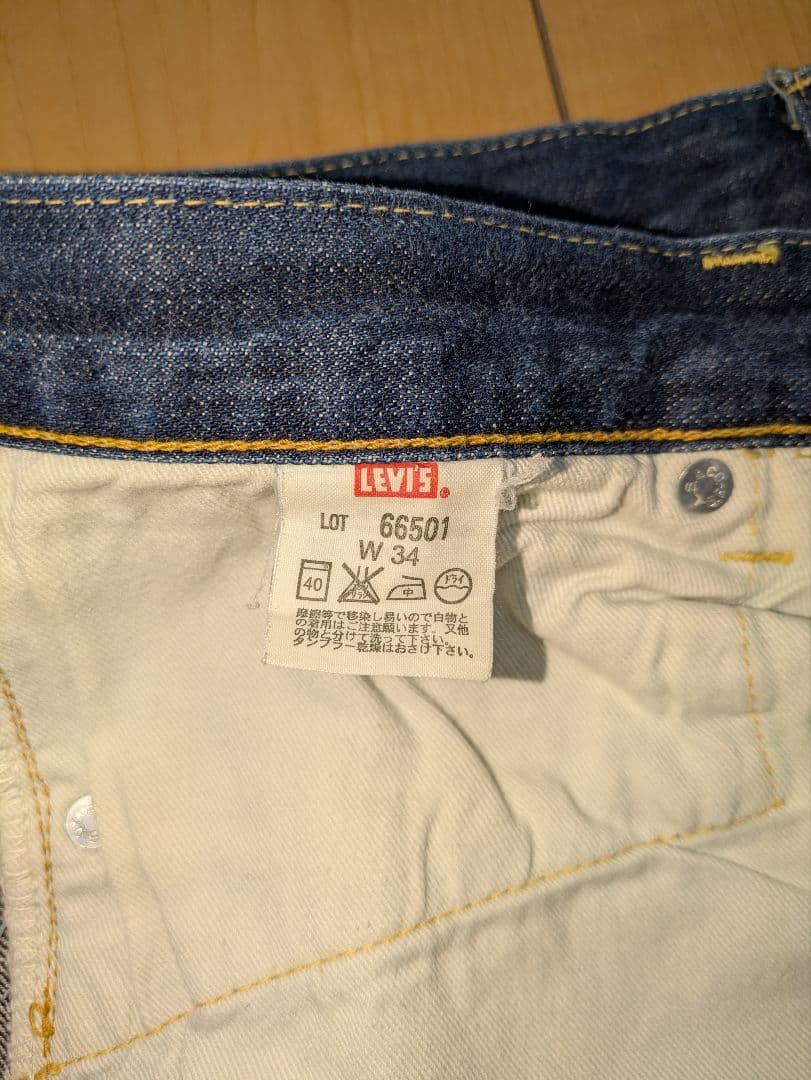 LEVI'S®
LOT 66501
W 34
40 中 ドライ
摩擦等で移染し易いので白物と
の着用はご注意願います。又他
の物と分けて洗って下さい。
タンブラー乾燥はおさけ下さい。